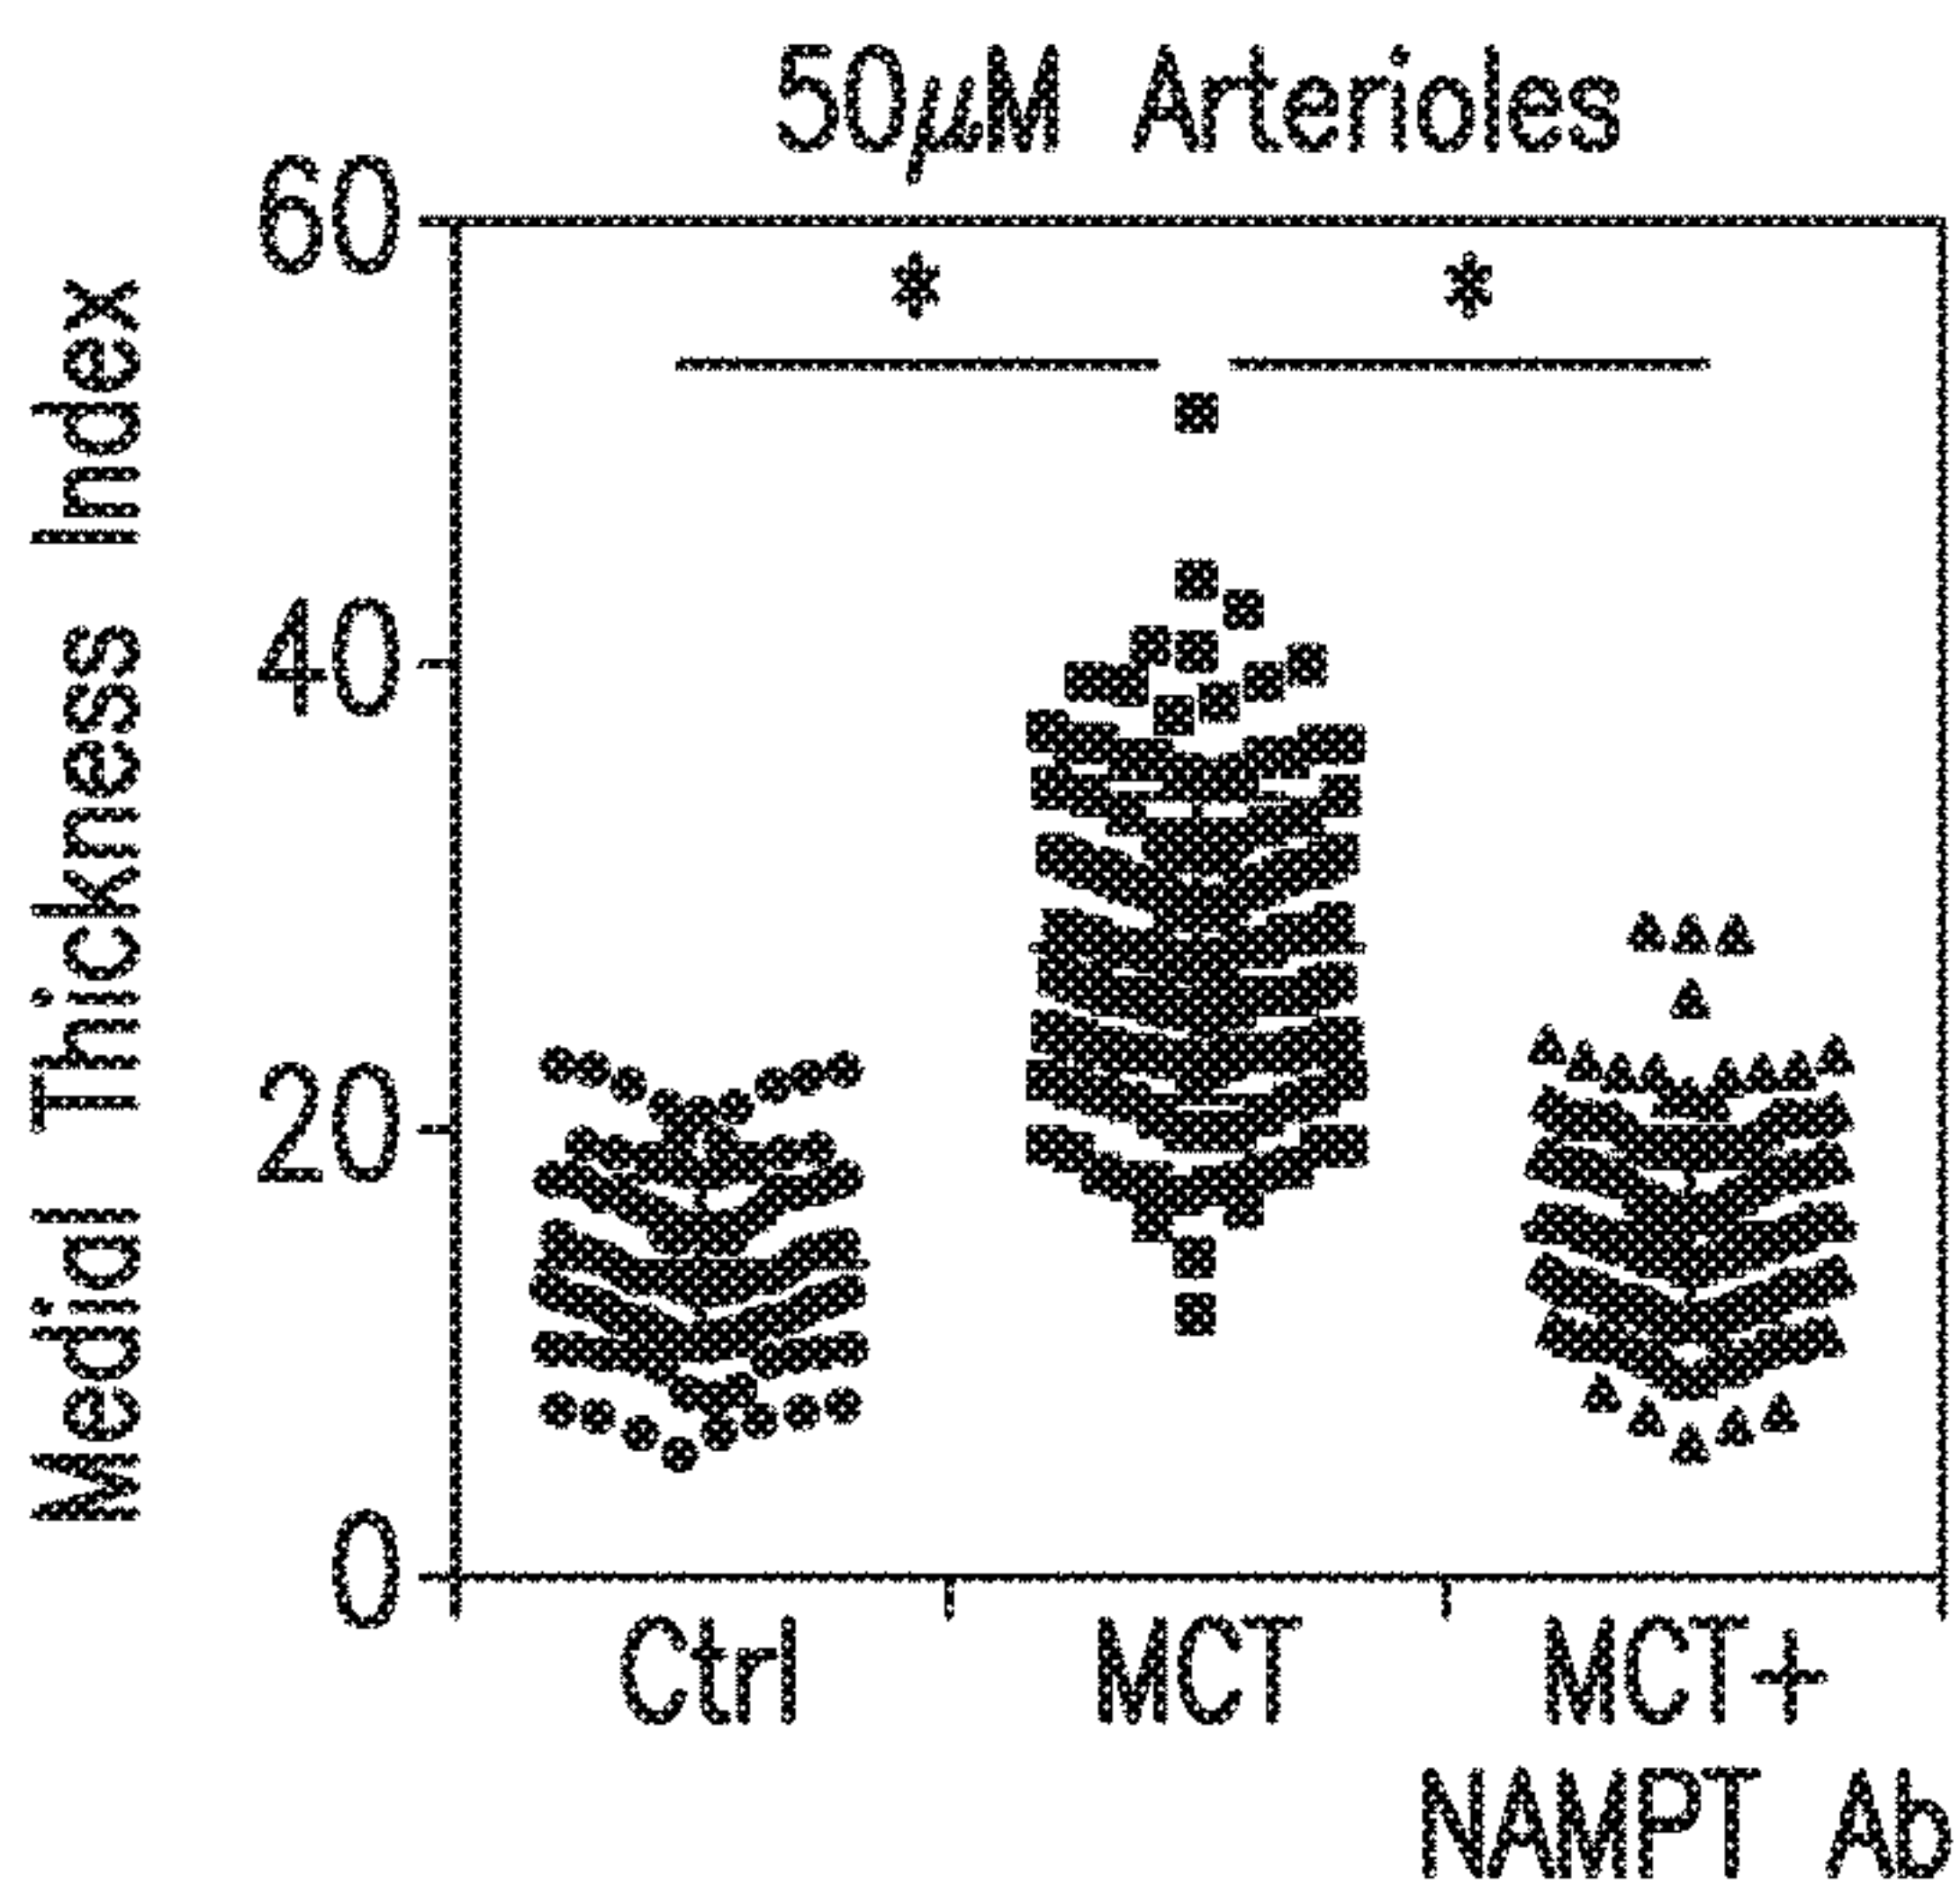 50µM Arterioles
Medial Thickness Index
60
40
20
0
* *
Ctrl MCT MCT+
NAMPT Ab